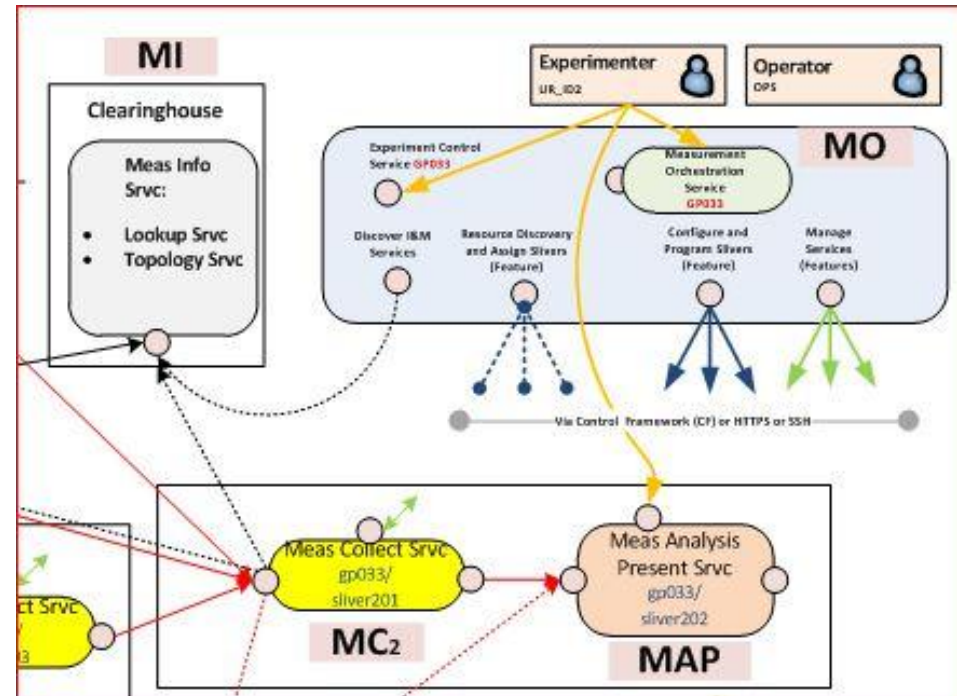 MI
Clearinghouse
Meas Info
Srvc:
• Lookup Srvc
• Topology Srvc
Experimenter
UR_ID2
Operator
OPS
MO
Experiment Control
Service GP033
Measurement
Orchestration
Service
GP033
Discover I&M
Services
Resource Discovery
and Assign Slivers
(Feature)
Configure and
Program Slivers
(Feature)
Manage
Services
(Features)
Via Control Framework (CF) or HTTPS or SSH
ct Srvc
Meas Collect Srvc
gp033/
sliver201
MC2
Meas Analysis
Present Srvc
gp033/
sliver202
MAP